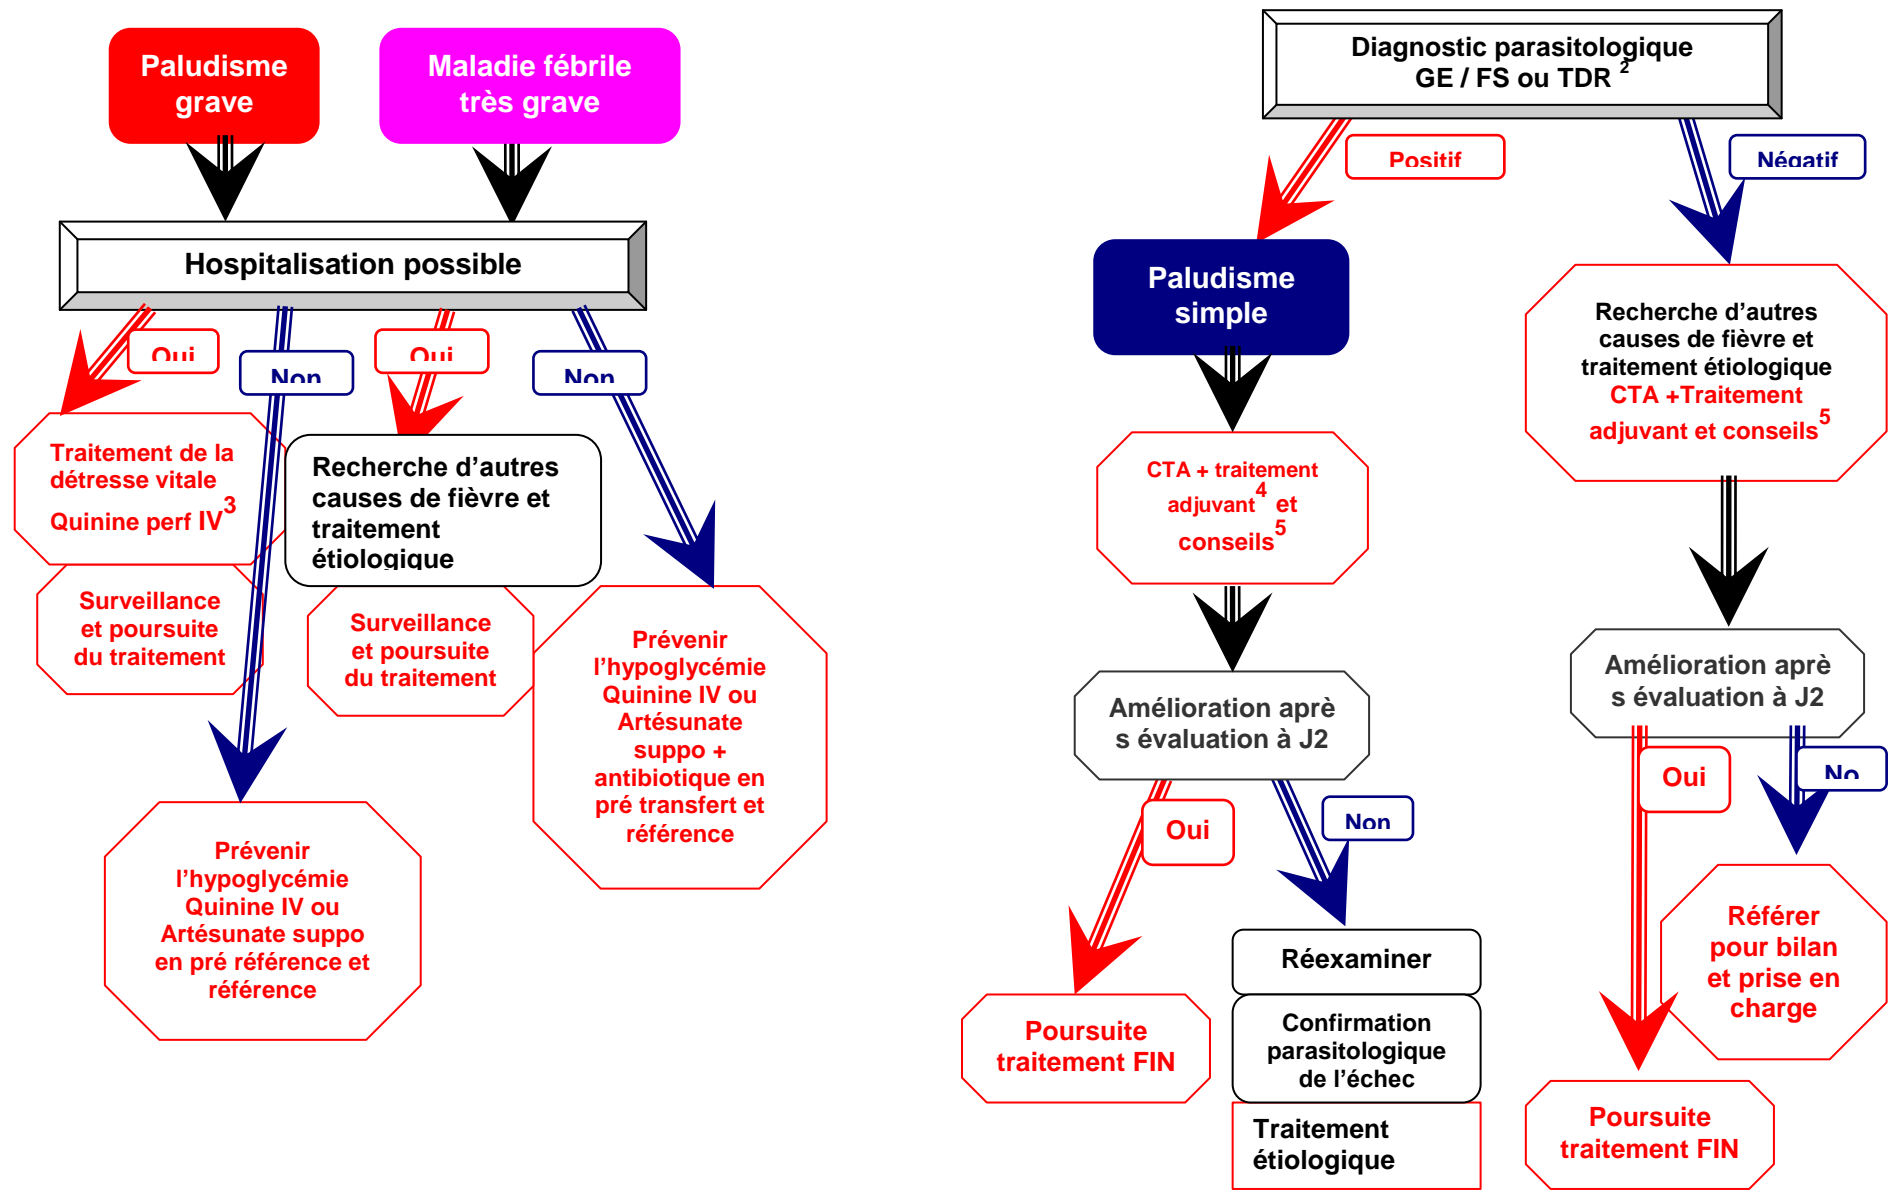 Paludisme
grave
Maladie fébrile
très grave
Hospitalisation possible
Oui
Non
Oui
Non
Traitement de la
détresse vitale
Quinine perf IV3
Recherche d'autres
causes de fièvre et
traitement
étiologique
Surveillance
et poursuite
du traitement
Surveillance
et poursuite
du traitement
Prévenir
l'hypoglycémie
Quinine IV ou
Artésunate
suppo +
antibiotique en
pré transfert et
référence
Prévenir
l'hypoglycémie
Quinine IV ou
Artésunate suppo
en pré référence et
référence
Diagnostic parasitologique
GE / FS ou TDR 2
Positif
Négatif
Paludisme
simple
Recherche d'autres
causes de fièvre et
traitement étiologique
CTA +Traitement
adjuvant et conseils5
CTA + traitement
adjuvant4 et
conseils5
Amélioration aprè
s évaluation à J2
Amélioration aprè
s évaluation à J2
Oui
Non
Oui
No
Réexaminer
Confirmation
parasitologique
de l'échec
Traitement
étiologique
Poursuite
traitement FIN
Référer
pour bilan
et prise en
charge
Poursuite
traitement FIN